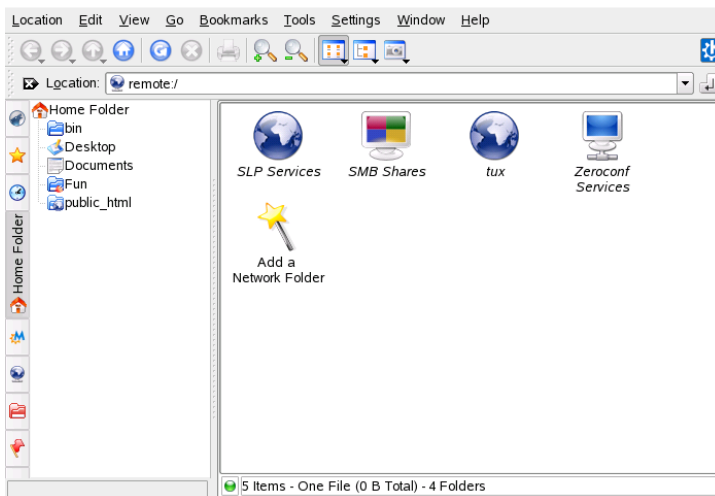 Location Edit View Go Bookmarks Tools Settings Window Help
Location: remote:/
Home Folder
bin
Desktop
Documents
Fun
public_html
Home Folder
SLP Services
SMB Shares
tux
Zeroconf
Services
Add a
Network Folder
5 Items - One File (0 B Total) - 4 Folders